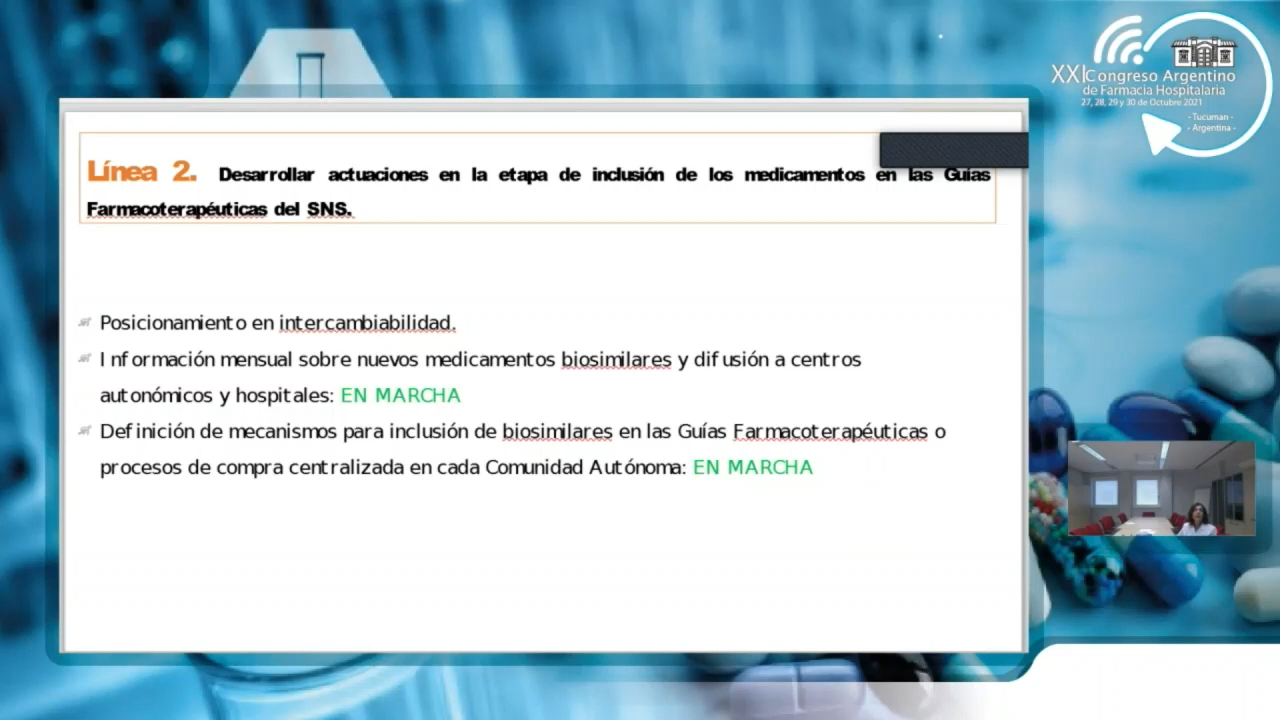 XXI Congreso Argentino
de Farmacia Hospitalaria
27, 28, 29 y 30 de Octubre 2021
- Tucuman -
- Argentina -
Línea 2. Desarrollar actuaciones en la etapa de inclusión de los medicamentos en las Guías
Farmacoterapéuticas del SNS.
Posicionamiento en intercambiabilidad.
Información mensual sobre nuevos medicamentos biosimilares y difusión a centros
autonómicos y hospitales: EN MARCHA
Definición de mecanismos para inclusión de biosimilares en las Guías Farmacoterapéuticas o
procesos de compra centralizada en cada Comunidad Autónoma: EN MARCHA